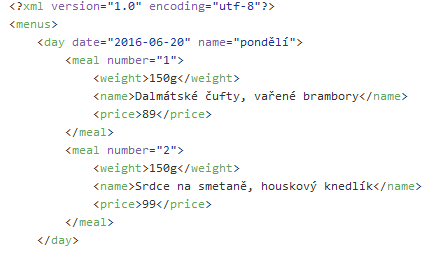 <?xml version="1.0" encoding="utf-8"?>
<menus>
    <day date="2016-06-20" name="pondělí">
        <meal number="1">
            <weight>150g</weight>
            <name>Dalmátské čufty, vařené brambory</name>
            <price>89</price>
        </meal>
        <meal number="2">
            <weight>150g</weight>
            <name>Srdce na smetaně, houskový knedlík</name>
            <price>99</price>
        </meal>
    </day>